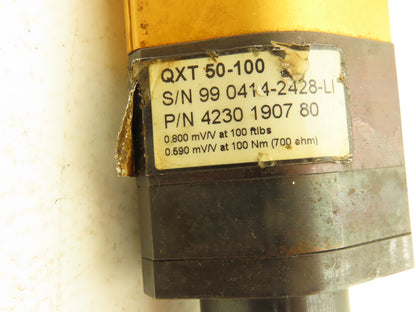 QXT 50-100
S/N 99 0414-2428-LI
P/N 4230 1907 80
0.800 mV/V at 100 ftlbs
0.590 mV/V at 100 Nm (700 ohm)